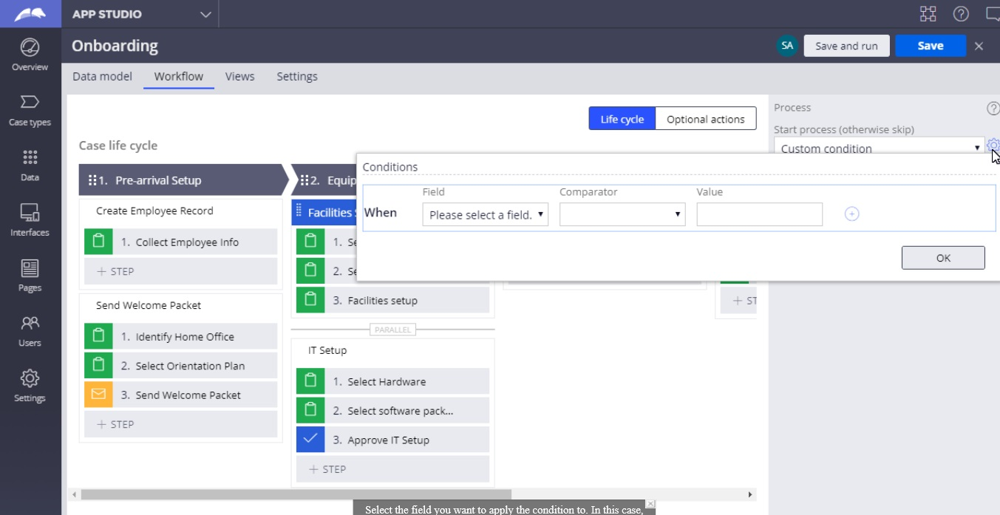 APP STUDIO
Onboarding
SA
Save and run
Save
Overview
Case types
Data
Interfaces
Pages
Users
Settings
Data model
Workflow
Views
Settings
Life cycle
Optional actions
Process
Start process (otherwise skip)
Custom condition
Case life cycle
1. Pre-arrival Setup
2. Equip
Create Employee Record
1. Collect Employee Info
+ STEP
Send Welcome Packet
1. Identify Home Office
2. Select Orientation Plan
3. Send Welcome Packet
+ STEP
Facilities S
1. Se
2. Se
3. Facilities setup
PARALLEL
IT Setup
1. Select Hardware
2. Select software pack...
3. Approve IT Setup
+ STEP
+ ST
Conditions
Field
Comparator
Value
When
Please select a field.
OK
Select the field you want to apply the condition to. In this case,